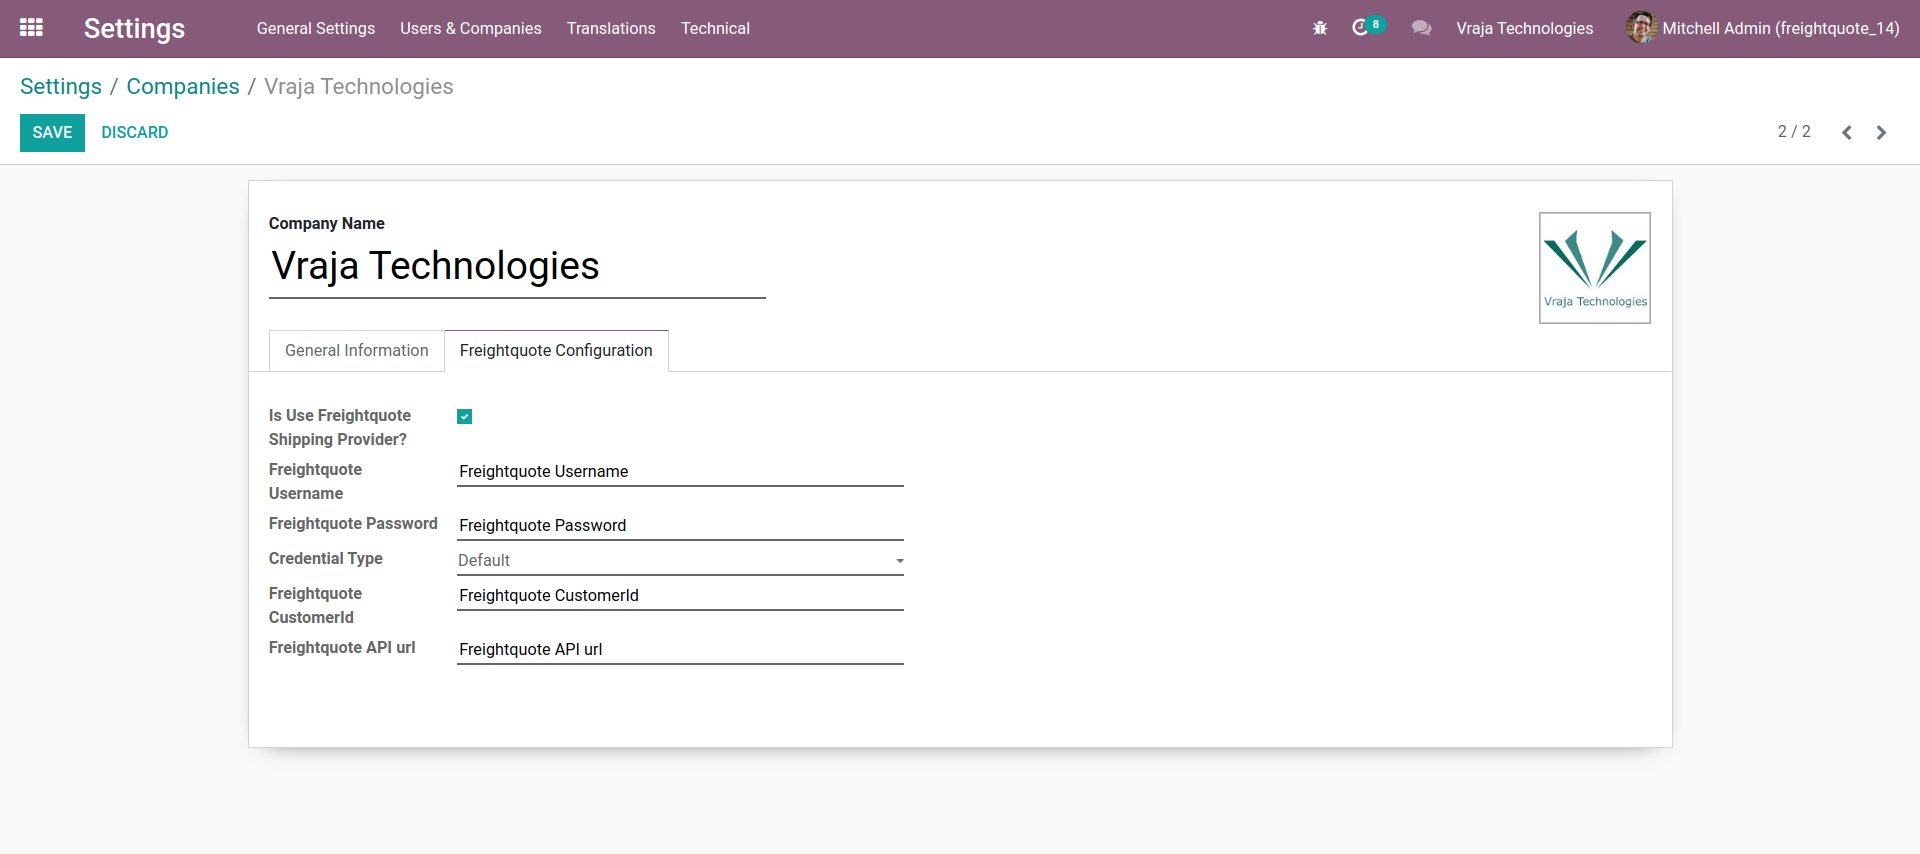 Settings
General Settings
Users & Companies
Translations
Technical
8
Vraja Technologies
Mitchell Admin (freightquote_14)
Settings / Companies / Vraja Technologies
SAVE
DISCARD
2 / 2
Company Name
Vraja Technologies
Vraja Technologies
General Information
Freightquote Configuration
Is Use Freightquote
Shipping Provider?
Freightquote
Username
Freightquote Username
Freightquote Password
Freightquote Password
Credential Type
Default
Freightquote
CustomerId
Freightquote CustomerId
Freightquote API url
Freightquote API url